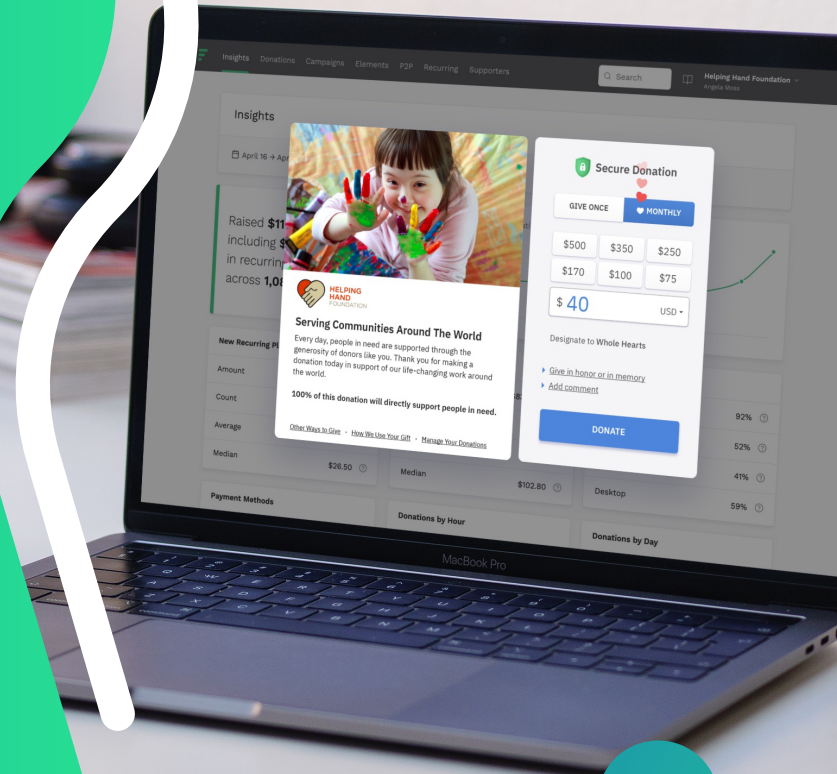 Insights Donations Campaigns Elements P2P Recurring Supporters
Search
Helping Hand Foundation
Angela Moss
Insights
April 16 → Apr
Raised $11
including $
in recurrin
across 1,08
New Recurring Pl
Amount
Count
Average
Median
$26.50
Payment Methods
HELPING
HAND
FOUNDATION
Serving Communities Around The World
Every day, people in need are supported through the
generosity of donors like you. Thank you for making a
donation today in support of our life-changing work around
the world.
100% of this donation will directly support people in need.
Other Ways to Give · How We Use Your Gift · Manage Your Donations
Median
$102.80
Donations by Hour
Secure Donation
GIVE ONCE
MONTHLY
$500 $350 $250
$170 $100 $75
$ 40 USD
Designate to Whole Hearts
Give in honor or in memory
Add comment
DONATE
92%
52%
41%
Desktop
59%
Donations by Day
MacBook Pro